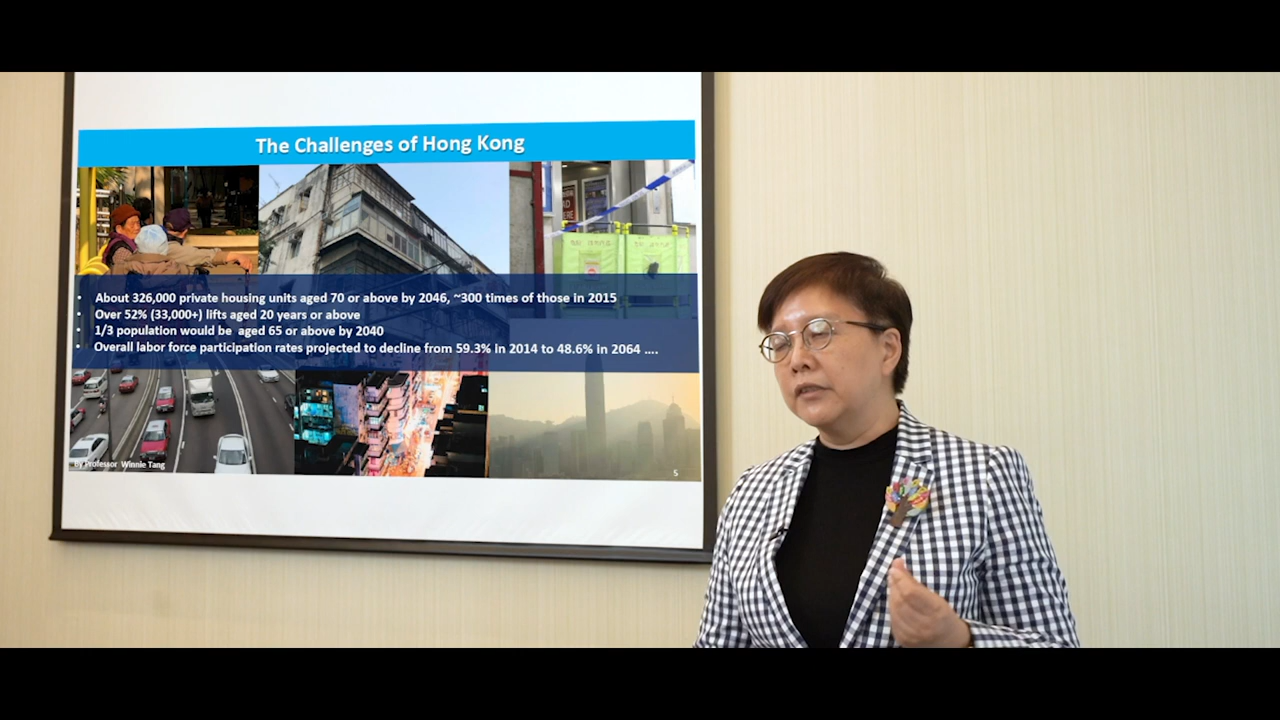 The Challenges of Hong Kong
• About 326,000 private housing units aged 70 or above by 2046, ~300 times of those in 2015
• Over 52% (33,000+) lifts aged 20 years or above
• 1/3 population would be aged 65 or above by 2040
• Overall labor force participation rates projected to decline from 59.3% in 2014 to 48.6% in 2064 ....
by Professor Winnie Tang
5